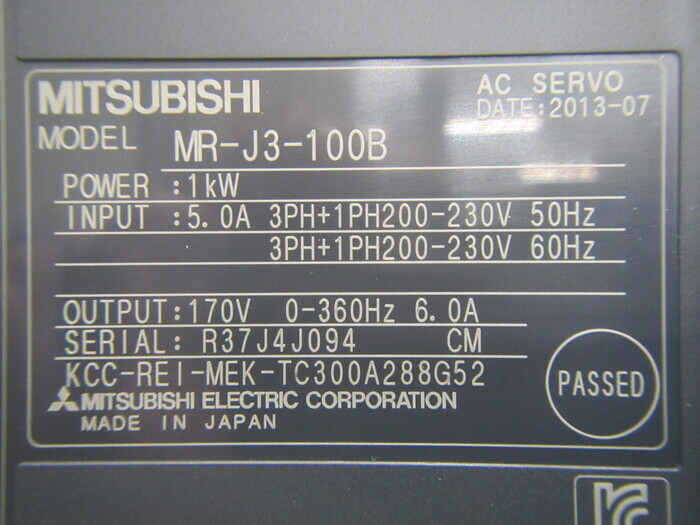 MITSUBISHI
AC SERVO
DATE:2013-07
MODEL MR-J3-100B
POWER :1kW
INPUT :5.0A 3PH+1PH200-230V 50Hz
3PH+1PH200-230V 60Hz
OUTPUT:170V 0-360Hz 6.0A
SERIAL: R37J4J094 CM
KCC-REI-MEK-TC300A288G52
MITSUBISHI ELECTRIC CORPORATION
MADE IN JAPAN
PASSED